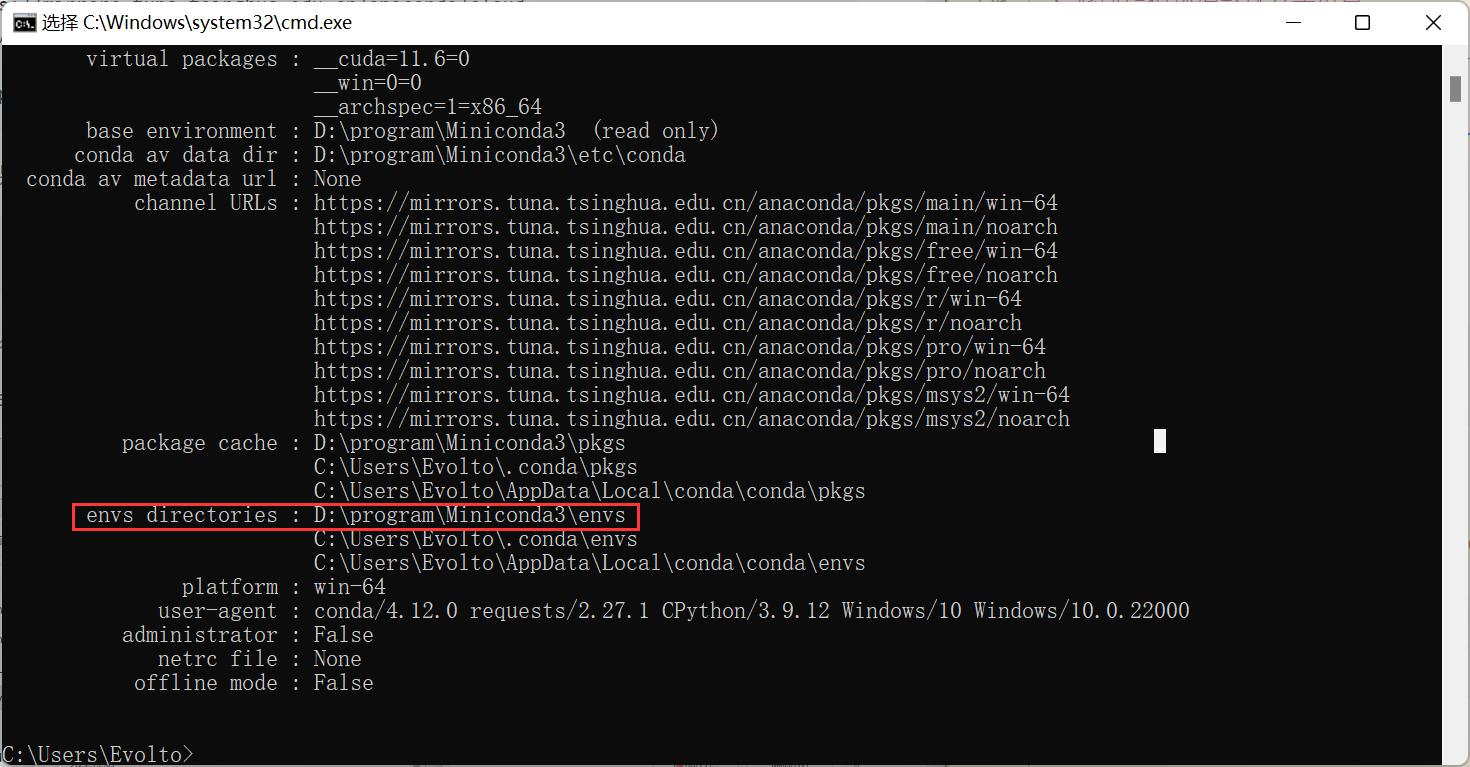 选择 C:\Windows\system32\cmd.exe
virtual packages : __cuda=11.6=0
__win=0=0
__archspec=1=x86_64
base environment : D:\program\Miniconda3  (read only)
conda av data dir : D:\program\Miniconda3\etc\conda
conda av metadata url : None
channel URLs : https://mirrors.tuna.tsinghua.edu.cn/anaconda/pkgs/main/win-64
https://mirrors.tuna.tsinghua.edu.cn/anaconda/pkgs/main/noarch
https://mirrors.tuna.tsinghua.edu.cn/anaconda/pkgs/free/win-64
https://mirrors.tuna.tsinghua.edu.cn/anaconda/pkgs/free/noarch
https://mirrors.tuna.tsinghua.edu.cn/anaconda/pkgs/r/win-64
https://mirrors.tuna.tsinghua.edu.cn/anaconda/pkgs/r/noarch
https://mirrors.tuna.tsinghua.edu.cn/anaconda/pkgs/pro/win-64
https://mirrors.tuna.tsinghua.edu.cn/anaconda/pkgs/pro/noarch
https://mirrors.tuna.tsinghua.edu.cn/anaconda/pkgs/msys2/win-64
https://mirrors.tuna.tsinghua.edu.cn/anaconda/pkgs/msys2/noarch
package cache : D:\program\Miniconda3\pkgs
C:\Users\Evolto\.conda\pkgs
C:\Users\Evolto\AppData\Local\conda\conda\pkgs
envs directories : D:\program\Miniconda3\envs
C:\Users\Evolto\.conda\envs
C:\Users\Evolto\AppData\Local\conda\conda\envs
platform : win-64
user-agent : conda/4.12.0 requests/2.27.1 CPython/3.9.12 Windows/10 Windows/10.0.22000
administrator : False
netrc file : None
offline mode : False
C:\Users\Evolto>